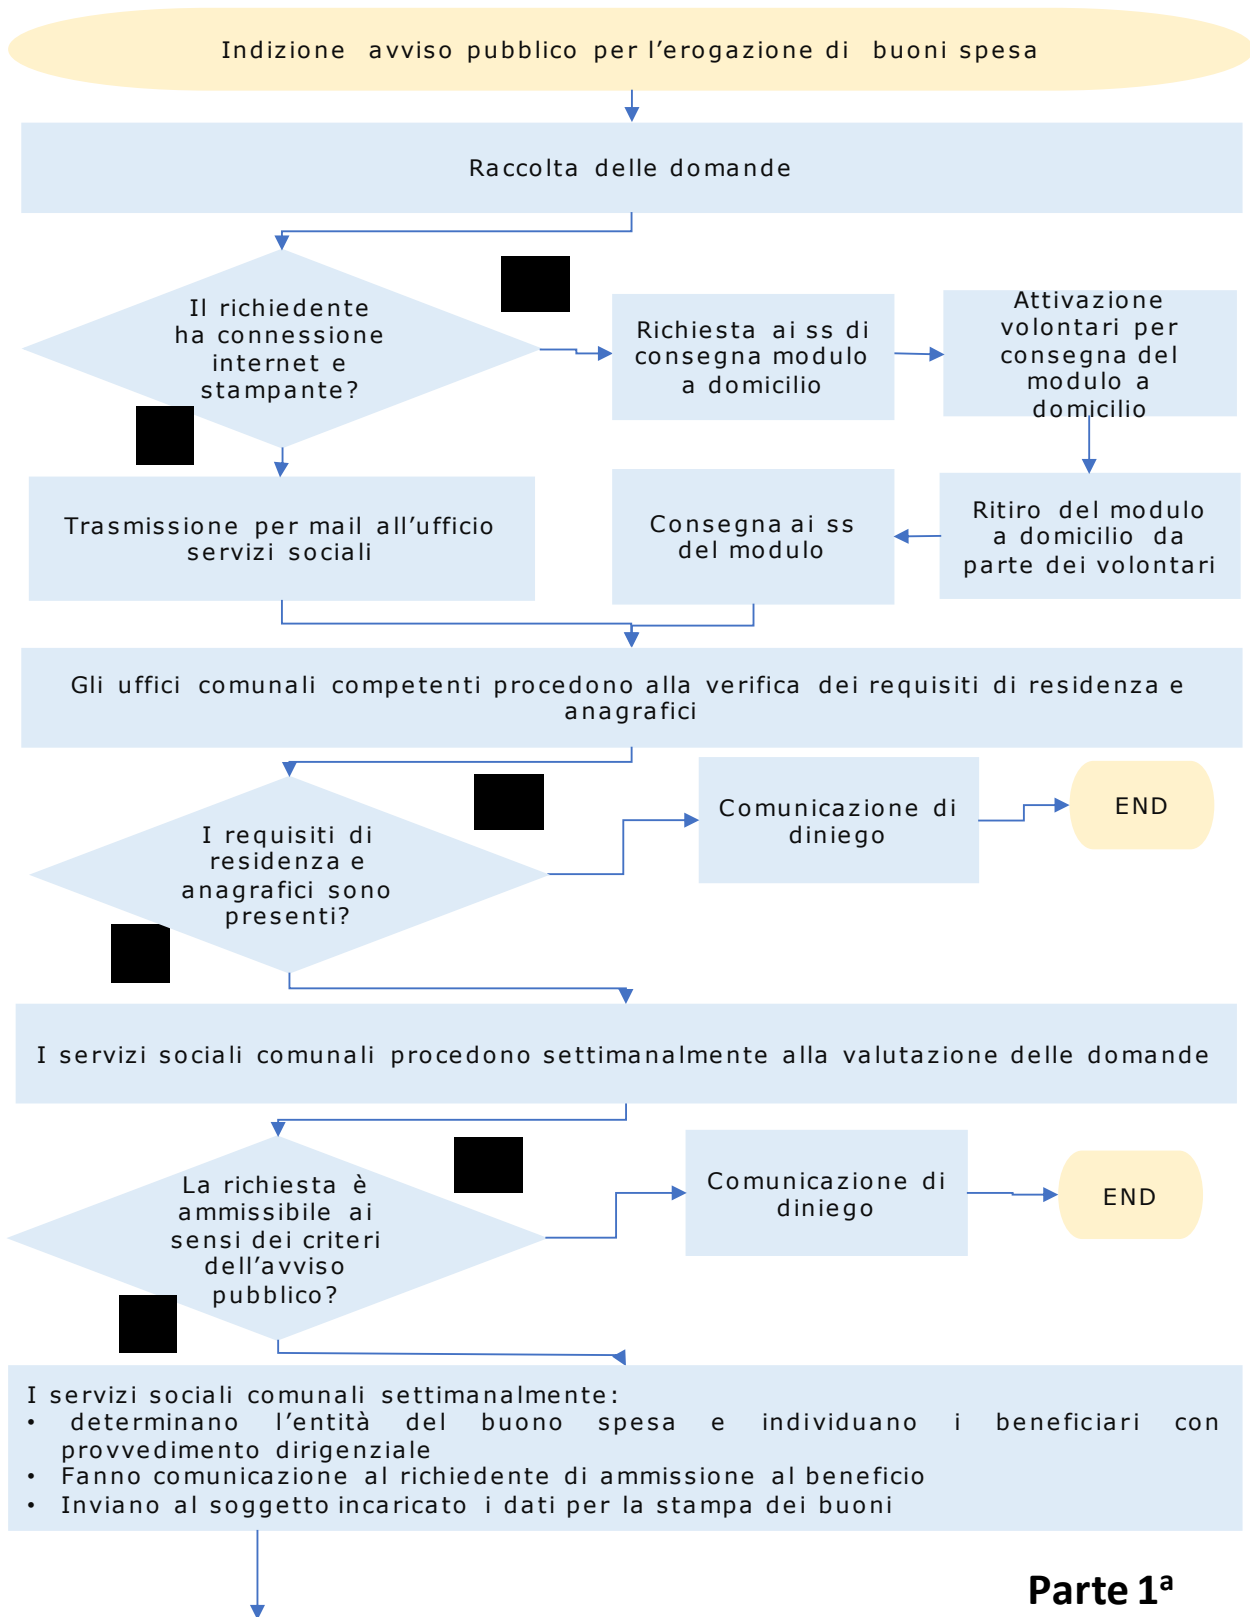 Indizione avviso pubblico per l’erogazione di buoni spesa
Raccolta delle domande
Il richiedente
ha connessione
internet e
stampante?
Richiesta ai ss di
consegna modulo
a domicilio
Attivazione
volontari per
consegna del
modulo a
domicilio
Trasmissione per mail all’ufficio
servizi sociali
Consegna ai ss
del modulo
Ritiro del modulo
a domicilio da
parte dei volontari
Gli uffici comunali competenti procedono alla verifica dei requisiti di residenza e
anagrafici
I requisiti di
residenza e
anagrafici sono
presenti?
Comunicazione di
diniego
END
I servizi sociali comunali procedono settimanalmente alla valutazione delle domande
La richiesta è
ammissibile ai
sensi dei criteri
dell’avviso
pubblico?
Comunicazione di
diniego
END
I servizi sociali comunali settimanalmente:
• determinano l’entità del buono spesa e individuano i beneficiari con
provvedimento dirigenziale
• Fanno comunicazione al richiedente di ammissione al beneficio
• Inviano al soggetto incaricato i dati per la stampa dei buoni
Parte 1ª